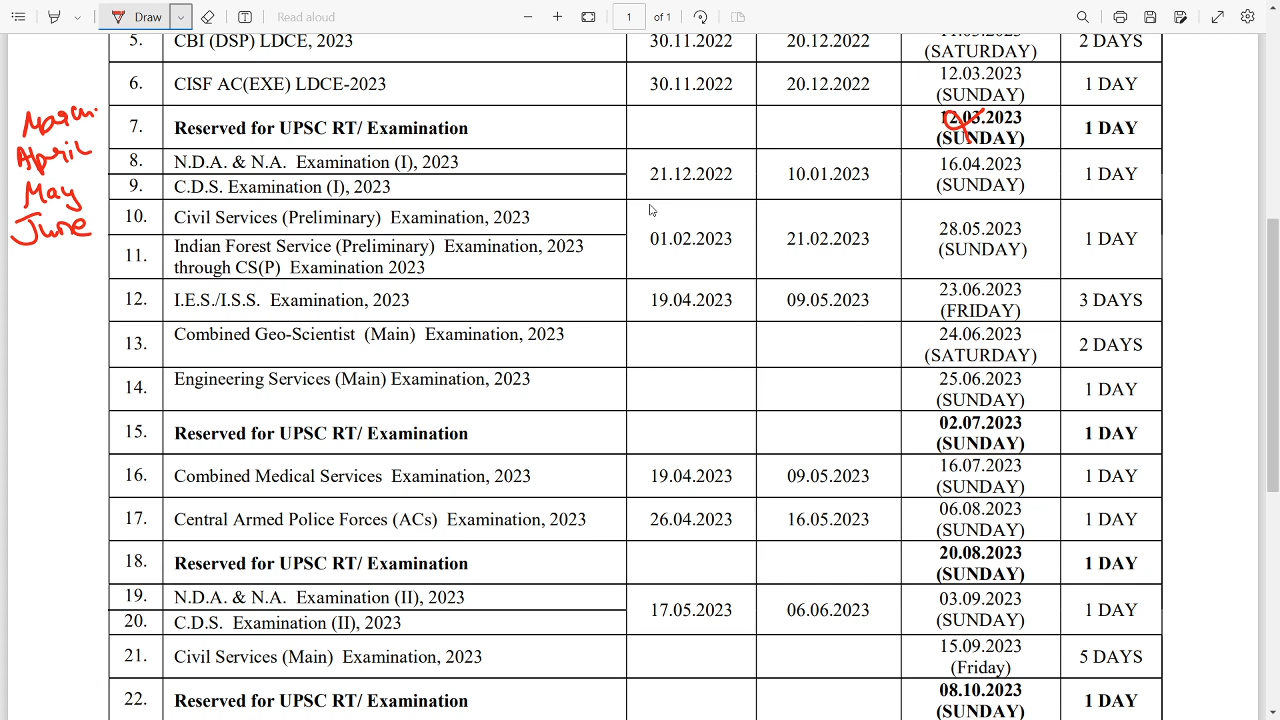 Draw
Read aloud
1 of 1
5. CBI (DSP) LDCE, 2023 30.11.2022 20.12.2022 11.03.2023 (SATURDAY) 2 DAYS
6. CISF AC(EXE) LDCE-2023 30.11.2022 20.12.2022 12.03.2023 (SUNDAY) 1 DAY
March
7. Reserved for UPSC RT/ Examination 12.03.2023 (SUNDAY) 1 DAY
April
8. N.D.A. & N.A. Examination (I), 2023 21.12.2022 10.01.2023 16.04.2023 (SUNDAY) 1 DAY
9. C.D.S. Examination (I), 2023
May
10. Civil Services (Preliminary) Examination, 2023 01.02.2023 21.02.2023 28.05.2023 (SUNDAY) 1 DAY
June
11. Indian Forest Service (Preliminary) Examination, 2023
through CS(P) Examination 2023
12. I.E.S./I.S.S. Examination, 2023 19.04.2023 09.05.2023 23.06.2023 (FRIDAY) 3 DAYS
13. Combined Geo-Scientist (Main) Examination, 2023 24.06.2023 (SATURDAY) 2 DAYS
14. Engineering Services (Main) Examination, 2023 25.06.2023 (SUNDAY) 1 DAY
15. Reserved for UPSC RT/ Examination 02.07.2023 (SUNDAY) 1 DAY
16. Combined Medical Services Examination, 2023 19.04.2023 09.05.2023 16.07.2023 (SUNDAY) 1 DAY
17. Central Armed Police Forces (ACs) Examination, 2023 26.04.2023 16.05.2023 06.08.2023 (SUNDAY) 1 DAY
18. Reserved for UPSC RT/ Examination 20.08.2023 (SUNDAY) 1 DAY
19. N.D.A. & N.A. Examination (II), 2023 17.05.2023 06.06.2023 03.09.2023 (SUNDAY) 1 DAY
20. C.D.S. Examination (II), 2023
21. Civil Services (Main) Examination, 2023 15.09.2023 (Friday) 5 DAYS
22. Reserved for UPSC RT/ Examination 08.10.2023 (SUNDAY) 1 DAY